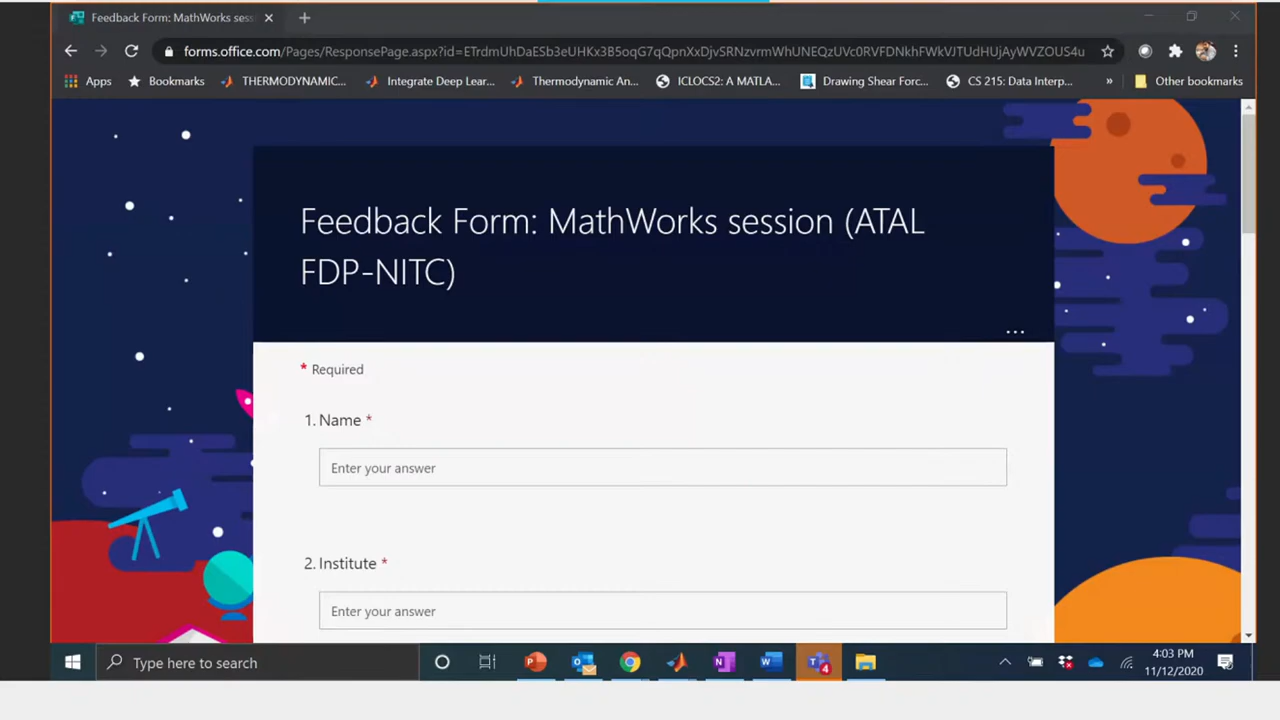 Feedback Form: MathWorks sessi
forms.office.com/Pages/ResponsePage.aspx?id=ETrdmUhDaESb3eUHKx3B5oqG7qQpnXxDjvSRNzvrmWhUNEQzUVc0RVFDNkhFWkVJTUdHUjAyWVZOUS4u
Apps Bookmarks THERMODYNAMIC... Integrate Deep Lear... Thermodynamic An... ICLOCS2: A MATLA... Drawing Shear Forc... CS 215: Data Interp... » Other bookmarks
Feedback Form: MathWorks session (ATAL
FDP-NITC)
...
* Required
1. Name *
Enter your answer
2. Institute *
Enter your answer
Type here to search
4
4:03 PM
11/12/2020